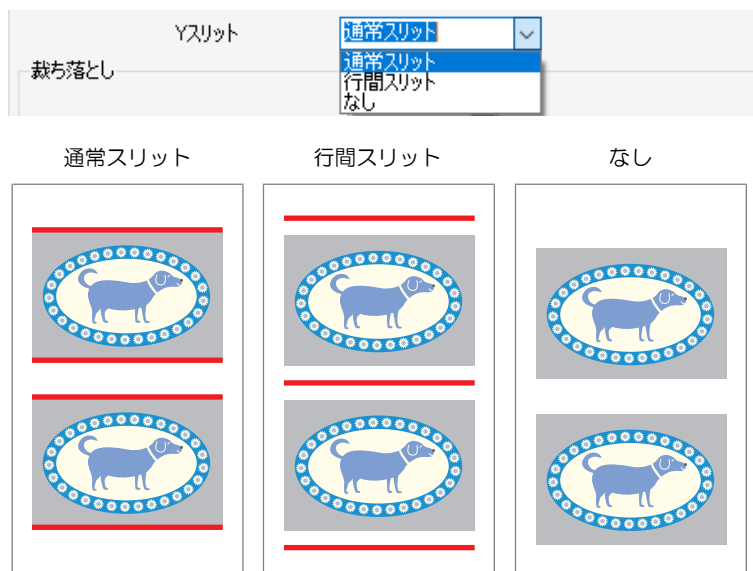 Yスリット 通常スリット
裁ち落とし 通常スリット
行間スリット
なし
通常スリット 行間スリット なし